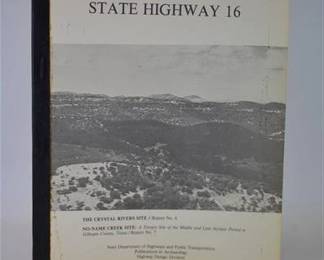 STATE HIGHWAY 16
THE CRYSTAL RIVERS SITE / Report No. 6
NO-NAME CREEK SITE: A Terrace Site of the Middle and Late Archaic Period in
Gillespie County, Texas / Report No. 7
State Department of Highways and Public Transportation
Publications in Archaeology
Highway Design Division